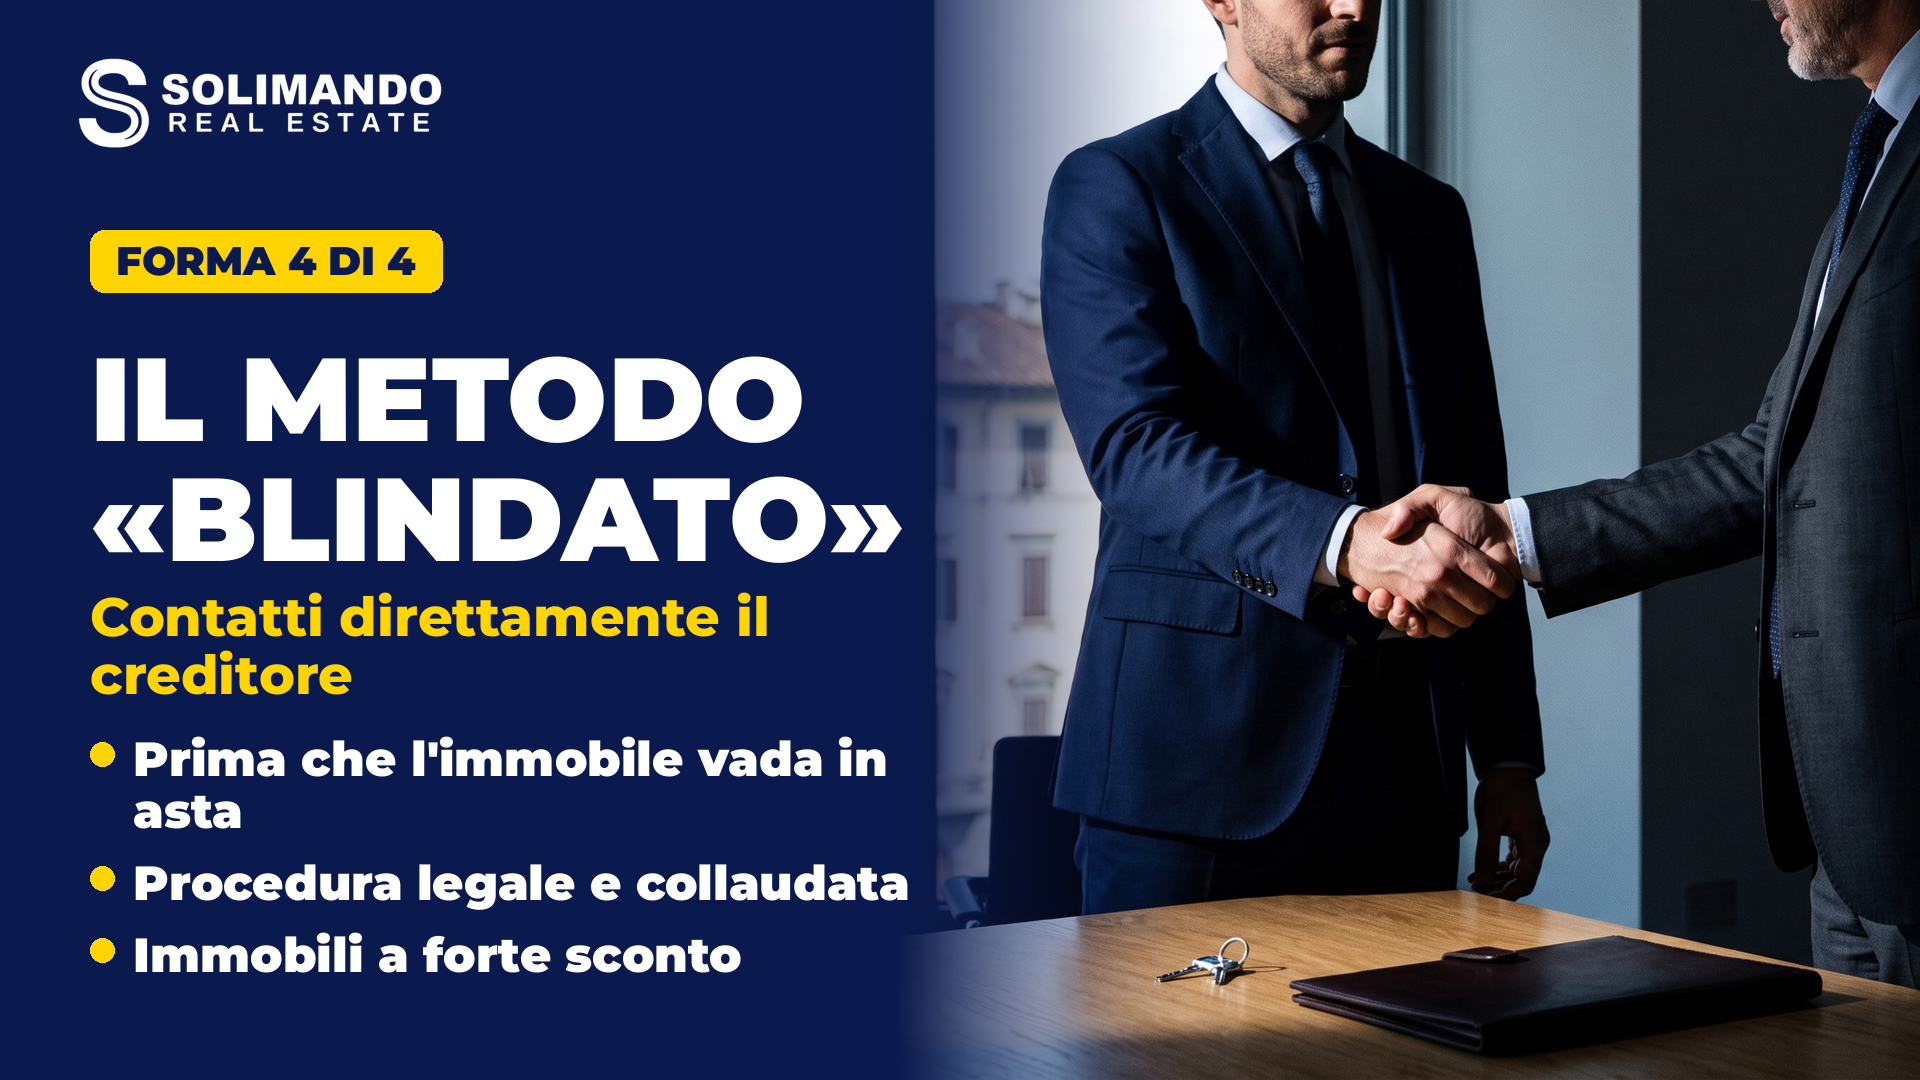 SOLIMANDO
REAL ESTATE
FORMA 4 DI 4
IL METODO
«BLINDATO»
Contatti direttamente il
creditore
Prima che l'immobile vada in
asta
Procedura legale e collaudata
Immobili a forte sconto